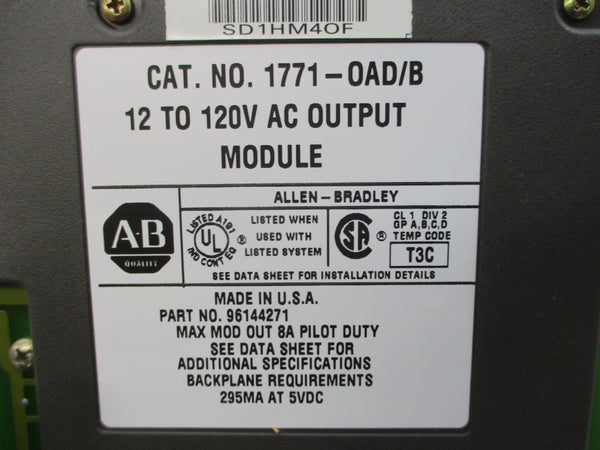 SD1HM40F
CAT. NO. 1771-OAD/B
12 TO 120V AC OUTPUT
MODULE
ALLEN-BRADLEY
A-B
QUALITY
LISTED A191
UL
IND CONT EQ
®
LISTED WHEN
USED WITH
LISTED SYSTEM
SA
®
CL 1 DIV 2
GP A,B,C,D
TEMP CODE
T3C
SEE DATA SHEET FOR INSTALLATION DETAILS
MADE IN U.S.A.
PART NO. 96144271
MAX MOD OUT 8A PILOT DUTY
SEE DATA SHEET FOR
ADDITIONAL SPECIFICATIONS
BACKPLANE REQUIREMENTS
295MA AT 5VDC